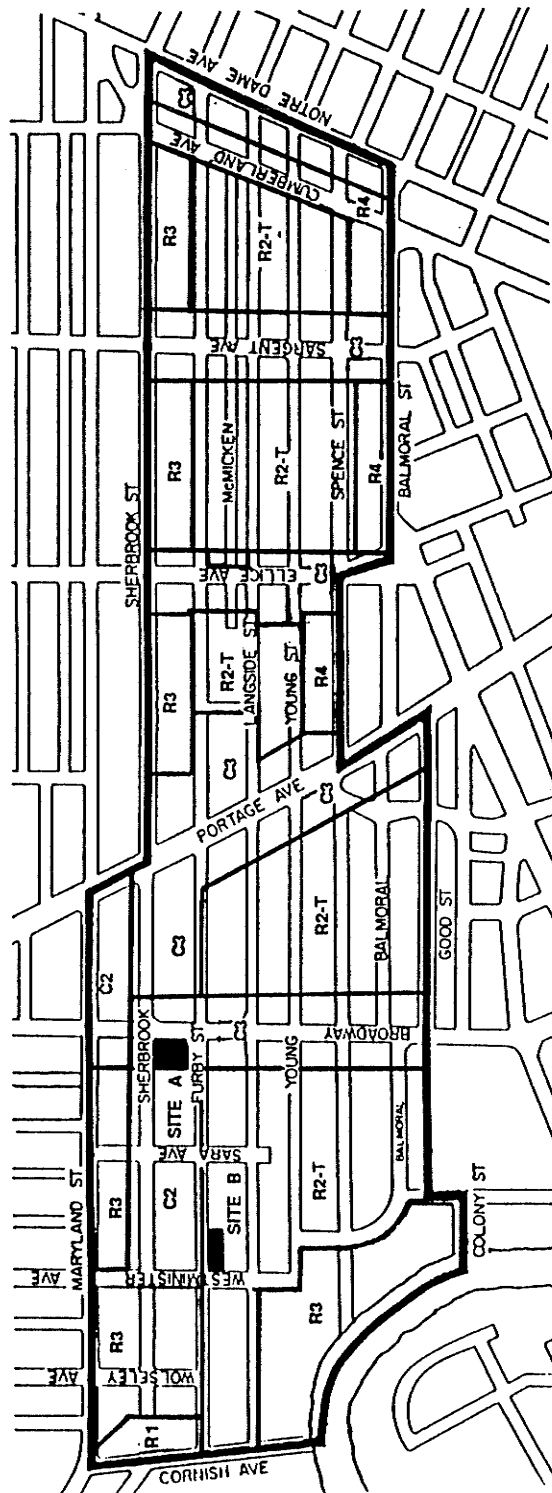 NOTRE DAME AVE
C3
CUMBERLAND AVE
R3
R2-T
R4
SARGENT AVE
C3
SHERBROOK ST
R3
McMICKEN
R2-T
SPENCE ST
R4
BALMORAL ST
ELLICE AVE
C3
R3
R2-T
LANGSIDE ST
YOUNG ST
R4
C3
PORTAGE AVE
C3
C2
C3
R2-T
BALMORAL
GOOD ST
SHERBROOK
FURBY ST
C3
YOUNG
BROADWAY
SITE A
SARA AVE
BALMORAL
MARYLAND ST
R3
C2
SITE B
R2-T
COLONY ST
WESTMINISTER AVE
R3
R3
WOLSELEY AVE
R1
CORNISH AVE